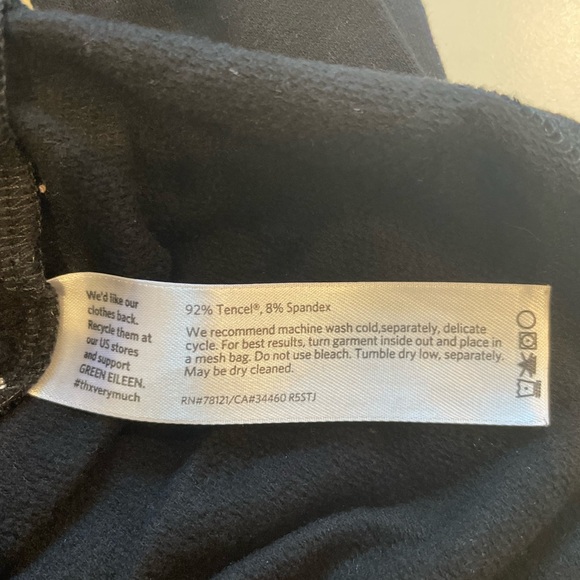 We'd like our
clothes back.
Recycle them at
our US stores
and support
GREEN EILEEN.
#thxverymuch
92% Tencel®, 8% Spandex
We recommend machine wash cold,separately, delicate
cycle. For best results, turn garment inside out and place in
a mesh bag. Do not use bleach. Tumble dry low, separately.
May be dry cleaned.
RN#78121/CA#34460 R5STJ